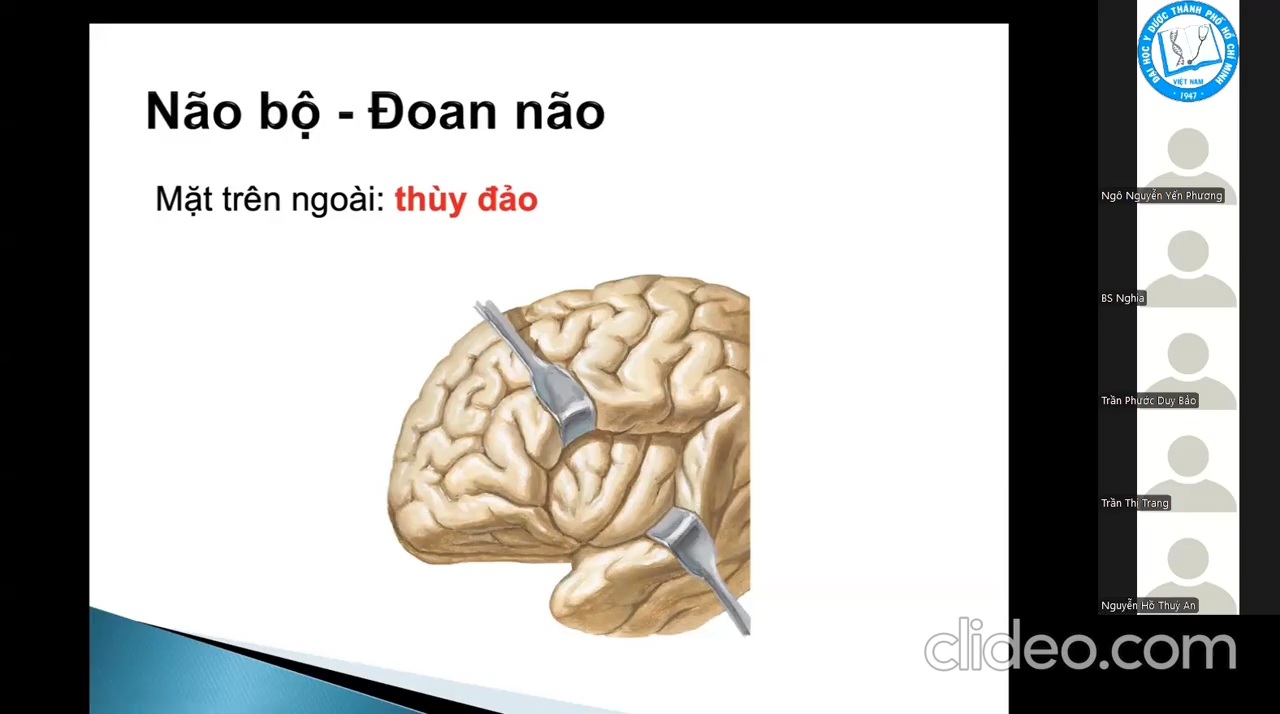 Não bộ - Đoan não
Mặt trên ngoài: thùy đảo
ĐẠI HỌC Y DƯỢC THÀNH PHỐ HỒ CHÍ MINH
VIỆT NAM
· 1947 ·
Ngô Nguyễn Yến Phương
BS Nghia
Trần Phước Duy Bảo
Trần Thị Trang
Nguyễn Hồ Thuỳ An
clideo.com